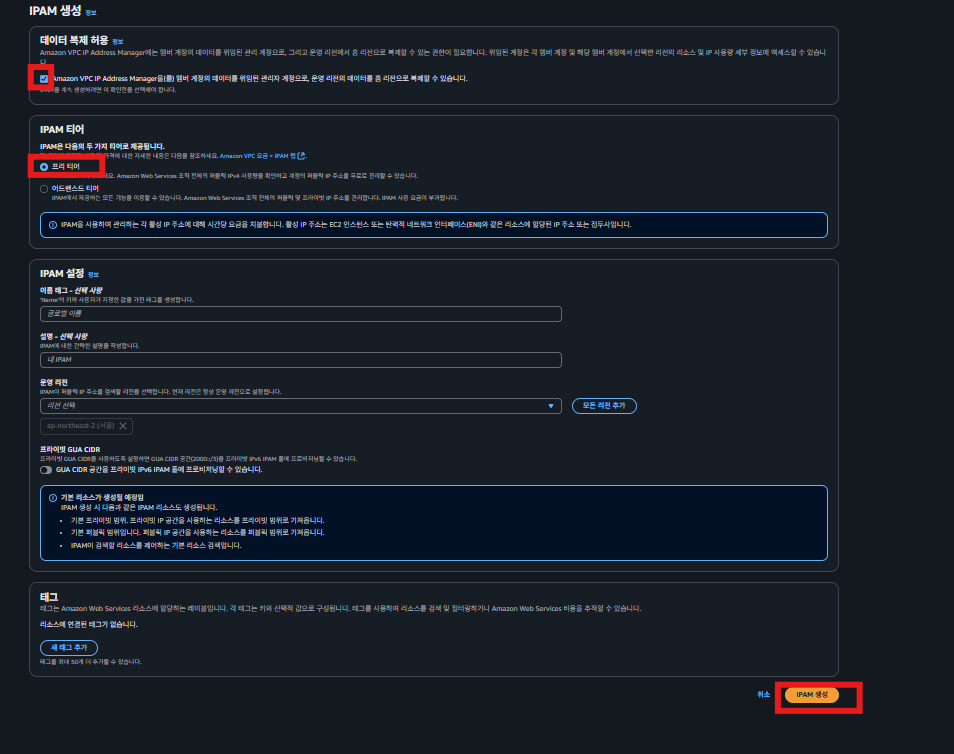 IPAM 생성 정보
데이터 복제 허용 정보
Amazon VPC IP Address Manager에는 멤버 계정의 데이터를 위임된 관리 계정으로, 그리고 운영 리전에서 홈 리전으로 복제할 수 있는 권한이 필요합니다. 위임된 계정은 각 멤버 계정 및 해당 멤버 계정에서 선택한 리전의 리소스 및 IP 사용량 세부 정보에 액세스할 수 있습니
Amazon VPC IP Address Manager을(를) 멤버 계정의 데이터를 위임된 관리자 계정으로, 운영 리전의 데이터를 홈 리전으로 복제할 수 있습니다.
계속 생성하려면 이 확인란을 선택해야 합니다.
IPAM 티어
IPAM은 다음의 두 가지 티어로 제공됩니다.
가격에 대한 자세한 내용은 다음을 참조하세요. Amazon VPC 요금 > IPAM 탭
프리 티어
Amazon Web Services 조직 전체의 퍼블릭 IPv4 사용량을 확인하고 계정의 퍼블릭 IP 주소를 무료로 관리할 수 있습니다.
어드밴스드 티어
IPAM에서 제공하는 모든 기능을 이용할 수 있습니다. Amazon Web Services 조직 전체의 퍼블릭 및 프라이빗 IP 주소를 관리합니다. IPAM 사용 요금이 부과됩니다.
IPAM을 사용하여 관리하는 각 활성 IP 주소에 대해 시간당 요금을 지불합니다. 활성 IP 주소는 EC2 인스턴스 또는 탄력적 네트워크 인터페이스(ENI)와 같은 리소스에 할당된 IP 주소 또는 접두사입니다.
IPAM 설정 정보
이름 태그 - 선택 사항
'Name'의 키와 사용자가 지정한 값을 가진 태그를 생성합니다.
글로벌 이름
설명 - 선택 사항
IPAM에 대한 간략한 설명을 작성합니다.
내 IPAM
운영 리전
IPAM이 퍼블릭 IP 주소를 검색할 리전을 선택합니다. 현재 리전은 항상 운영 리전으로 설정됩니다.
리전 선택
모든 리전 추가
ap-northeast-2 (서울)
프라이빗 GUA CIDR
프라이빗 GUA CIDR을 사용하도록 설정하면 GUA CIDR 공간(2000::/3)을 프라이빗 IPv6 IPAM 풀에 프로비저닝할 수 있습니다.
GUA CIDR 공간을 프라이빗 IPv6 IPAM 풀에 프로비저닝할 수 있습니다.
기본 리소스가 생성될 예정임
IPAM 생성 시 다음과 같은 IPAM 리소스도 생성됩니다.
• 기본 프라이빗 범위. 프라이빗 IP 공간을 사용하는 리소스를 프라이빗 범위로 가져옵니다.
• 기본 퍼블릭 범위입니다. 퍼블릭 IP 공간을 사용하는 리소스를 퍼블릭 범위로 가져옵니다.
• IPAM이 검색할 리소스를 제어하는 기본 리소스 검색입니다.
태그
태그는 Amazon Web Services 리소스에 할당하는 레이블입니다. 각 태그는 키와 선택적 값으로 구성됩니다. 태그를 사용하여 리소스를 검색 및 필터링하거나 Amazon Web Services 비용을 추적할 수 있습니다.
리소스에 연결된 태그가 없습니다.
새 태그 추가
태그를 최대 50개 더 추가할 수 있습니다.
취소
IPAM 생성